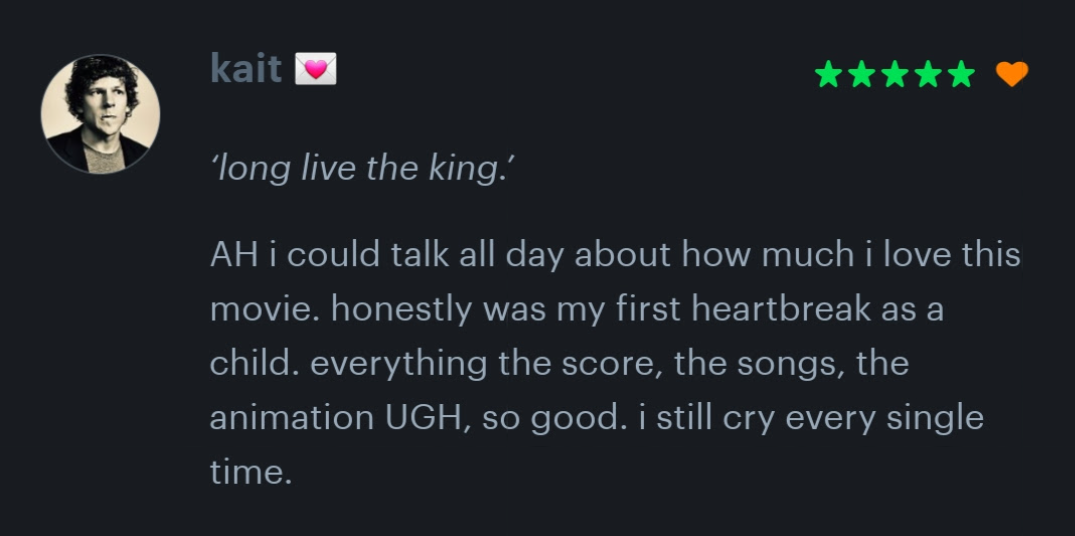 kait 💌
★★★★★ 🧡
‘long live the king.’
AH i could talk all day about how much i love this
movie. honestly was my first heartbreak as a
child. everything the score, the songs, the
animation UGH, so good. i still cry every single
time.